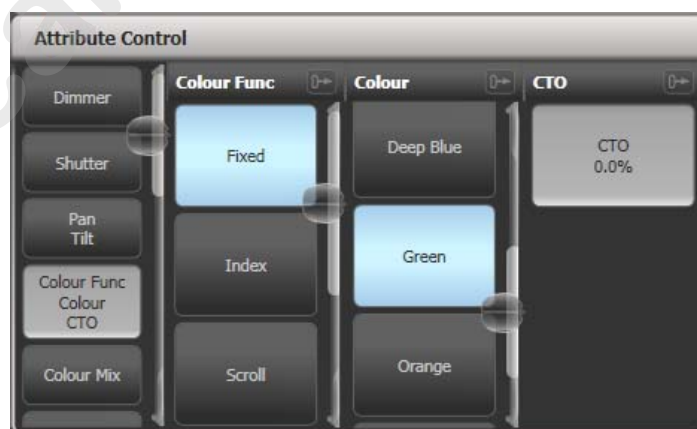 Attribute Control
Dimmer
Shutter
Pan
Tilt
Colour Func
Colour
CTO
Colour Mix
Colour Func
Fixed
Index
Scroll
Colour
Deep Blue
Green
Orange
CTO
CTO
0.0%